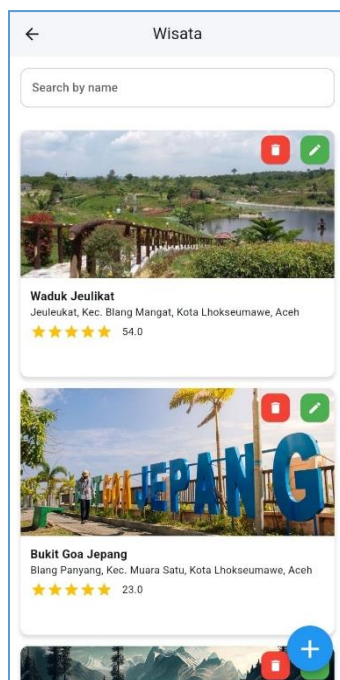 Wisata
Search by name
Waduk Jeulikat
Jeuleukat, Kec. Blang Mangat, Kota Lhokseumawe, Aceh
54.0
GOA JEPANG
Bukit Goa Jepang
Blang Panyang, Kec. Muara Satu, Kota Lhokseumawe, Aceh
23.0